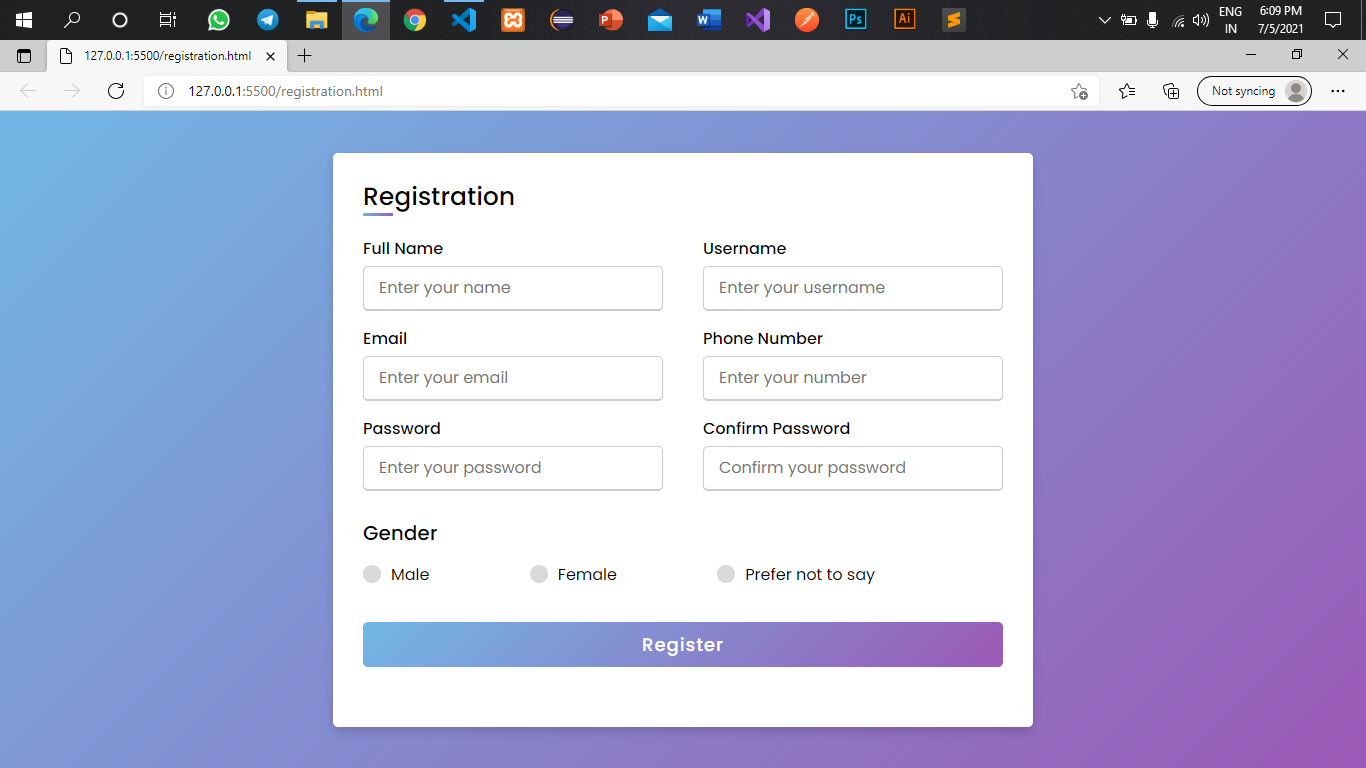 ENG 6:09 PM
IN 7/5/2021
127.0.0.1:5500/registration.html
127.0.0.1:5500/registration.html Not syncing
Registration
Full Name Username
Enter your name Enter your username
Email Phone Number
Enter your email Enter your number
Password Confirm Password
Enter your password Confirm your password
Gender
Male Female Prefer not to say
Register